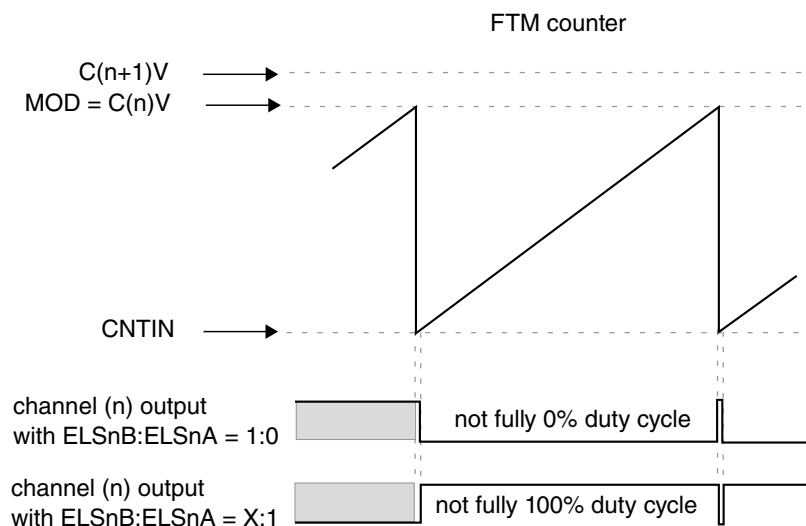 FTM counter
C(n+1)V
MOD = C(n)V
CNTIN
channel (n) output
with ELSnB:ELSnA = 1:0
not fully 0% duty cycle
channel (n) output
with ELSnB:ELSnA = X:1
not fully 100% duty cycle